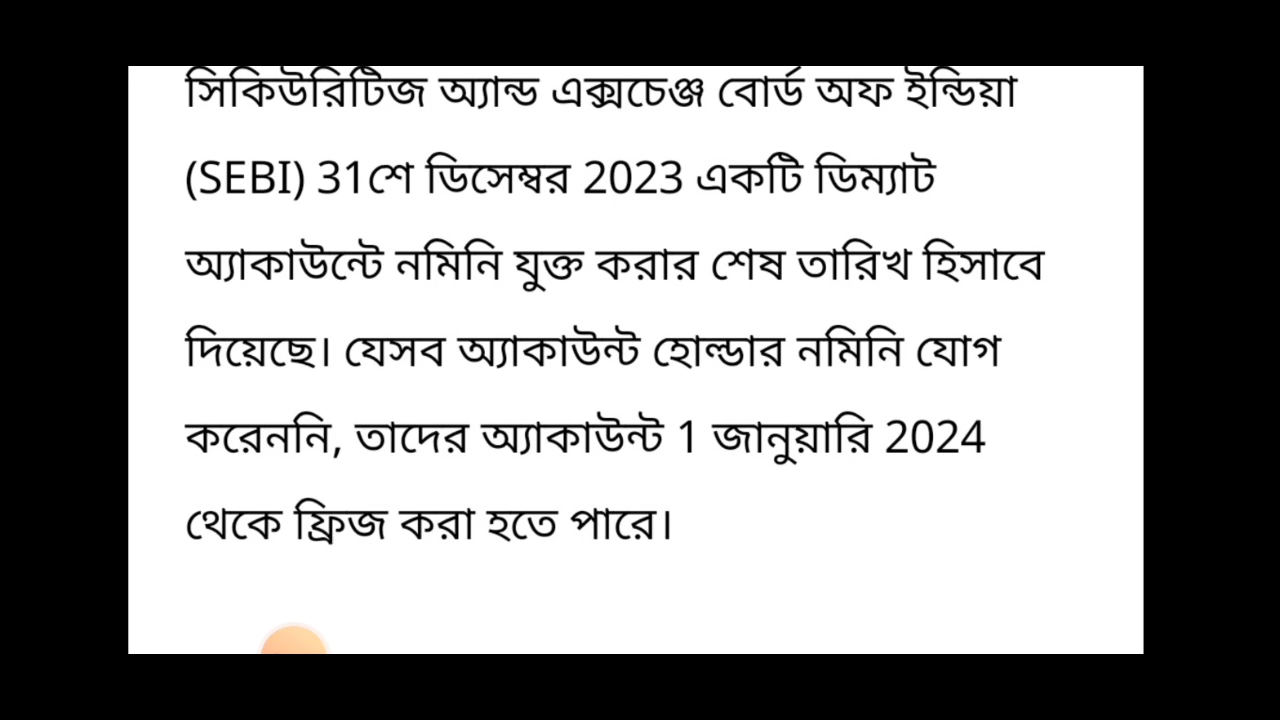 সিকিউরিটিজ অ্যান্ড এক্সচেঞ্জ বোর্ড অফ ইন্ডিয়া
(SEBI) 31শে ডিসেম্বর 2023 একটি ডিম্যাট
অ্যাকাউন্টে নমিনি যুক্ত করার শেষ তারিখ হিসাবে
দিয়েছে। যেসব অ্যাকাউন্ট হোল্ডার নমিনি যোগ
করেননি, তাদের অ্যাকাউন্ট 1 জানুয়ারি 2024
থেকে ফ্রিজ করা হতে পারে।